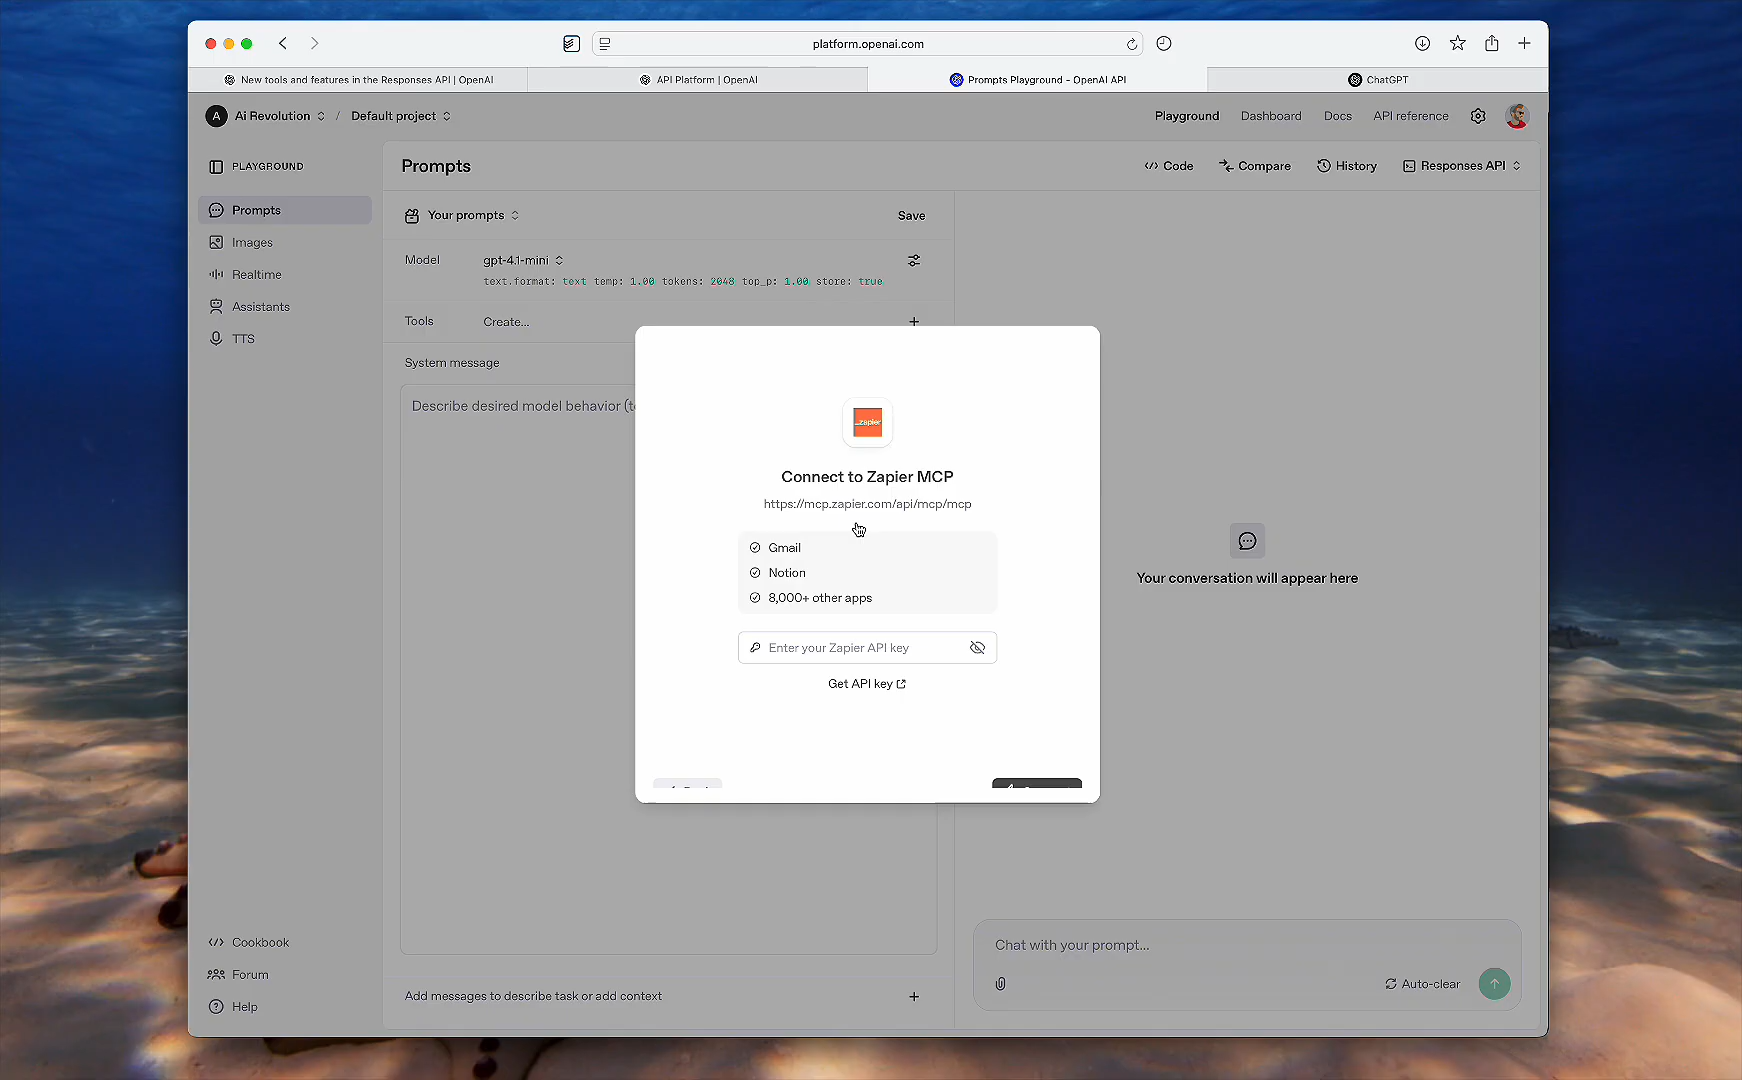 platform.openai.com
New tools and features in the Responses API | OpenAI
API Platform | OpenAI
Prompts Playground - OpenAI API
ChatGPT
A
Ai Revolution / Default project
Playground
Dashboard
Docs
API reference
PLAYGROUND
Prompts
Images
Realtime
Assistants
TTS
Prompts
Code
Compare
History
Responses API
Your prompts
Save
Model
gpt-4.1-mini
text.format: text temp: 1.00 tokens: 2048 top_p: 1.00 store: true
Tools
Create...
System message
Describe desired model behavior
zapier
Connect to Zapier MCP
https://mcp.zapier.com/api/mcp/mcp
Gmail
Notion
8,000+ other apps
Enter your Zapier API key
Get API key
Your conversation will appear here
Chat with your prompt...
Auto-clear
Add messages to describe task or add context
Cookbook
Forum
Help